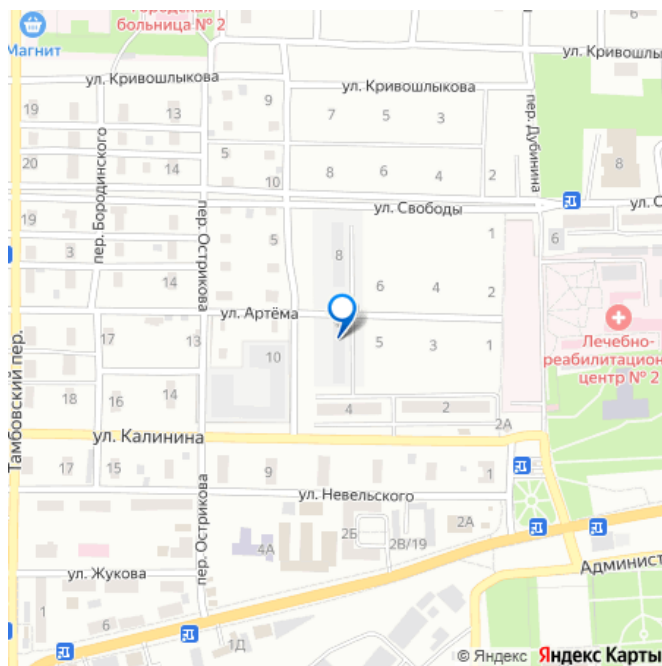 Городская
больница № 2
6
Магнит
ул. Кривошлыкова
ул. Кривошлыкова
ул. Кривошлыкова
19
13
9
7
5
3
пер. Бородинского
пер. Дубинина
20
14
5
10
8
6
4
2
8
ул. Свободы
ул. С
19
3
14
пер. Острикова
5
8
1
6
6
4
2
ул. Артёма
Лечебно-
реабилитацион
центр № 2
Тамбовский пер.
17
13
10
5
3
1
18
16
14
4
2
2А
ул. Калинина
17
15
9
1
ул. Невельского
пер. Острикова
4А
2Б
2В/19
2А
ул. Жукова
Админист
1
6
1Д
© Яндекс Яндекс Карты